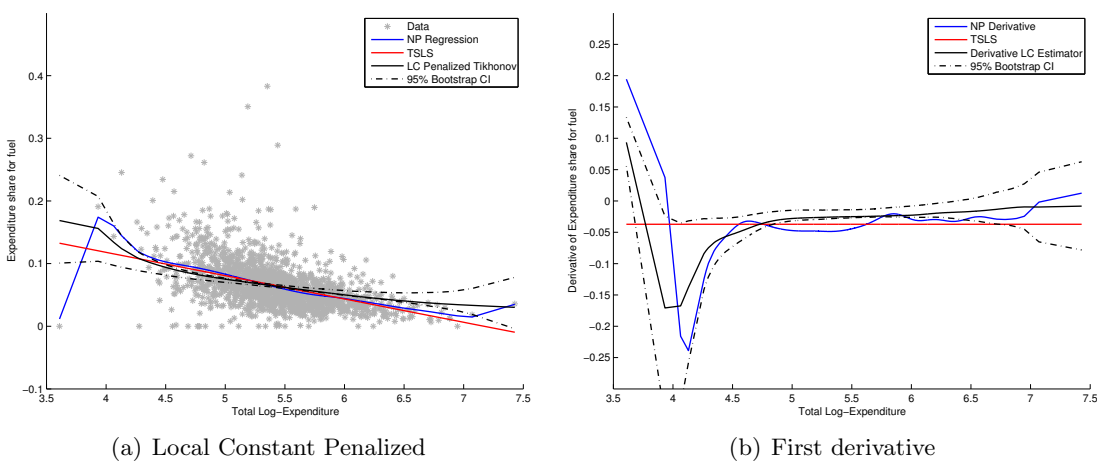 Data
NP Regression
TSLS
LC Penalized Tikhonov
95% Bootstrap CI
Expenditure share for fuel
0.4
0.3
0.2
0.1
0
−0.1
3.5 4 4.5 5 5.5 6 6.5 7 7.5
Total Log−Expenditure
(a) Local Constant Penalized
NP Derivative
TSLS
Derivative LC Estimator
95% Bootstrap CI
Derivative of Expenditure share for fuel
0.25
0.2
0.15
0.1
0.05
0
−0.05
−0.1
−0.15
−0.2
−0.25
3.5 4 4.5 5 5.5 6 6.5 7 7.5
Total Log−Expenditure
(b) First derivative